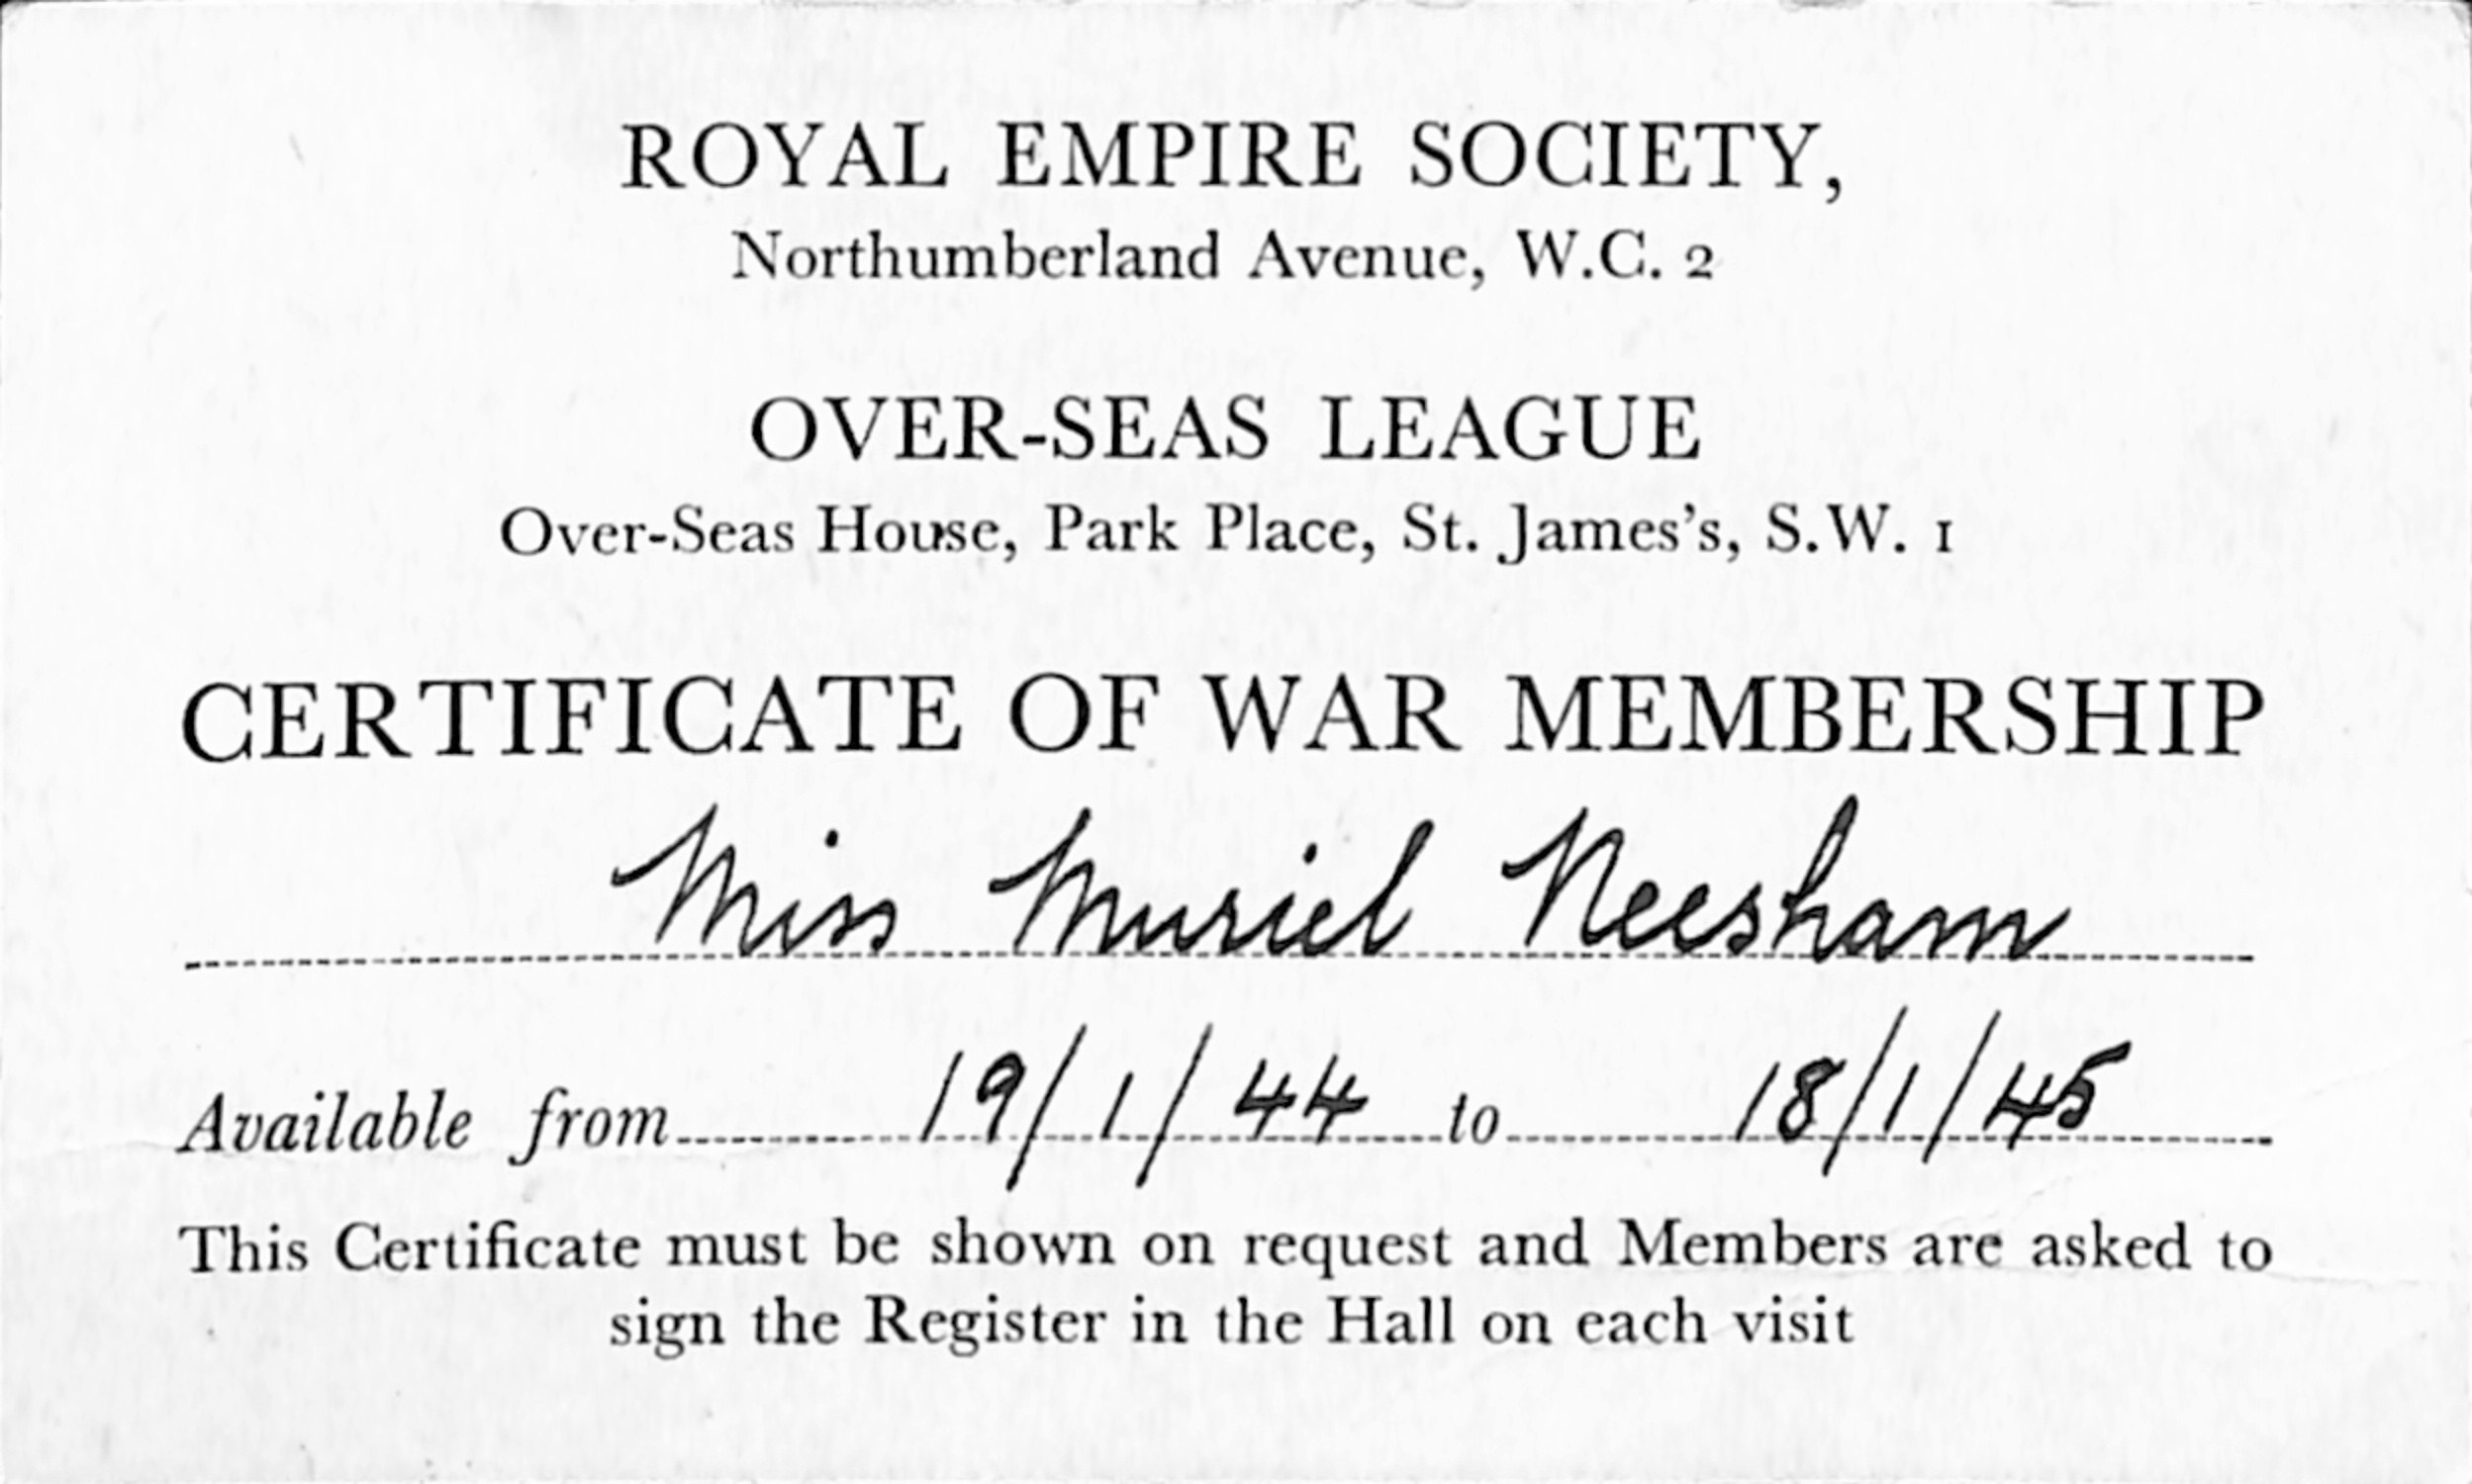 ROYAL EMPIRE SOCIETY,
Northumberland Avenue, W.C. 2
OVER-SEAS LEAGUE
Over-Seas House, Park Place, St. James's, S.W. 1
CERTIFICATE OF WAR MEMBERSHIP
Miss Muriel Neesham
Available from 19/1/44 to 18/1/45
This Certificate must be shown on request and Members are asked to
sign the Register in the Hall on each visit